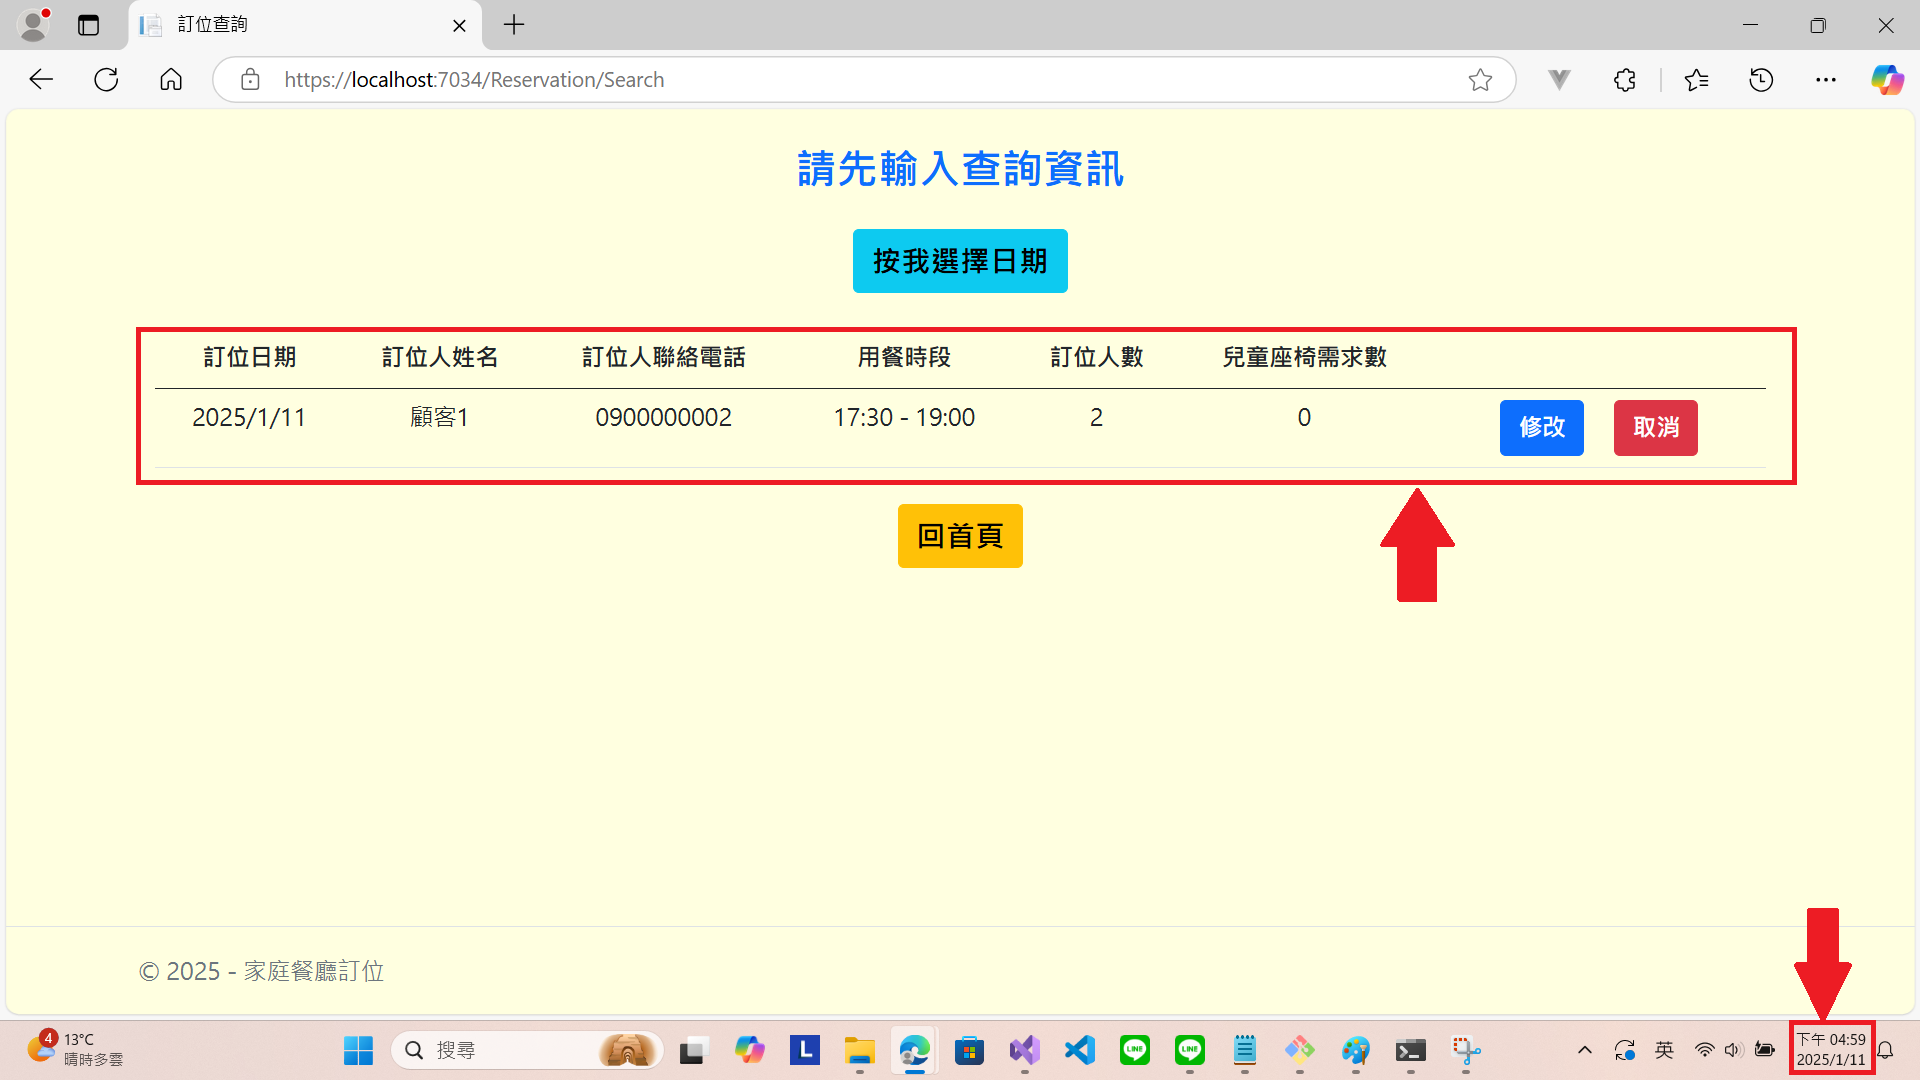 訂位查詢
https://localhost:7034/Reservation/Search
請先輸入查詢資訊
按我選擇日期
訂位日期 訂位人姓名 訂位人聯絡電話 用餐時段 訂位人數 兒童座椅需求數
2025/1/11 顧客1 0900000002 17:30 - 19:00 2 0 修改 取消
回首頁
© 2025 - 家庭餐廳訂位
4
13°C
晴時多雲
搜尋
L
LINE
LINE
英
下午 04:59
2025/1/11